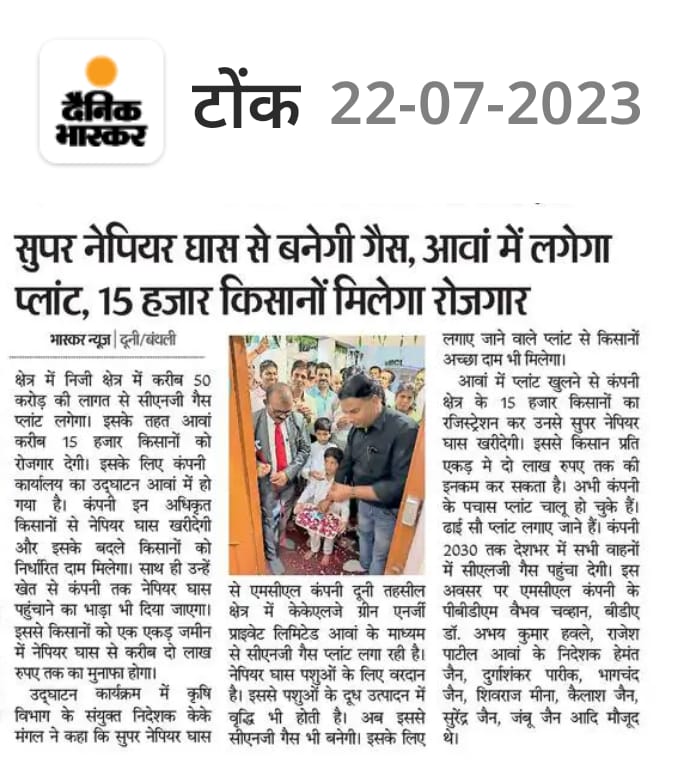 दैनिक
भास्कर
टोंक 22-07-2023
सुपर नेपियर घास से बनेगी गैस, आवां में लगेगा
प्लांट, 15 हजार किसानों मिलेगा रोजगार
भास्कर न्यूज | दूनी/बंथली
क्षेत्र में निजी क्षेत्र में करीब 50
करोड़ की लागत से सीएनजी गैस
प्लांट लगेगा। इसके तहत आवां
करीब 15 हजार किसानों को
रोजगार देगी। इसके लिए कंपनी
कार्यालय का उद्घाटन आवां में हो
गया है। कंपनी इन अधिकृत
किसानों से नेपियर घास खरीदेगी
और इसके बदले किसानों को
निर्धारित दाम मिलेगा। साथ ही उन्हें
खेत से कंपनी तक नेपियर घास
पहुंचाने का भाड़ा भी दिया जाएगा।
इससे किसानों को एक एकड़ जमीन
में नेपियर घास से करीब दो लाख
रुपए तक का मुनाफा होगा।
उद्घाटन कार्यक्रम में कृषि
विभाग के संयुक्त निदेशक केके
मंगल ने कहा कि सुपर नेपियर घास
से एमसीएल कंपनी दूनी तहसील
क्षेत्र में केकेएलजे ग्रीन एनर्जी
प्राइवेट लिमिटेड आवां के माध्यम
से सीएनजी गैस प्लांट लगा रही है।
नेपियर घास पशुओं के लिए वरदान
है। इससे पशुओं के दूध उत्पादन में
वृद्धि भी होती है। अब इससे
सीएनजी गैस भी बनेगी। इसके लिए
लगाए जाने वाले प्लांट से किसानों
अच्छा दाम भी मिलेगा।
आवां में प्लांट खुलने से कंपनी
क्षेत्र के 15 हजार किसानों का
रजिस्ट्रेशन कर उनसे सुपर नेपियर
घास खरीदेगी। इससे किसान प्रति
एकड़ मे दो लाख रुपए तक की
इनकम कर सकता है। अभी कंपनी
के पचास प्लांट चालू हो चुके हैं।
ढाई सौ प्लांट लगाए जाने हैं। कंपनी
2030 तक देशभर में सभी वाहनों
में सीएलजी गैस पहुंचा देगी। इस
अवसर पर एमसीएल कंपनी के
पीबीडीएम वैभव चव्हान, बीडीए
डॉ. अभय कुमार हवले, राजेश
पाटील आवां के निदेशक हेमंत
जैन, दुर्गाशंकर पारीक, भागचंद
जैन, शिवराज मीना, कैलाश जैन,
सुरेंद्र जैन, जंबू जैन आदि मौजूद
थे।